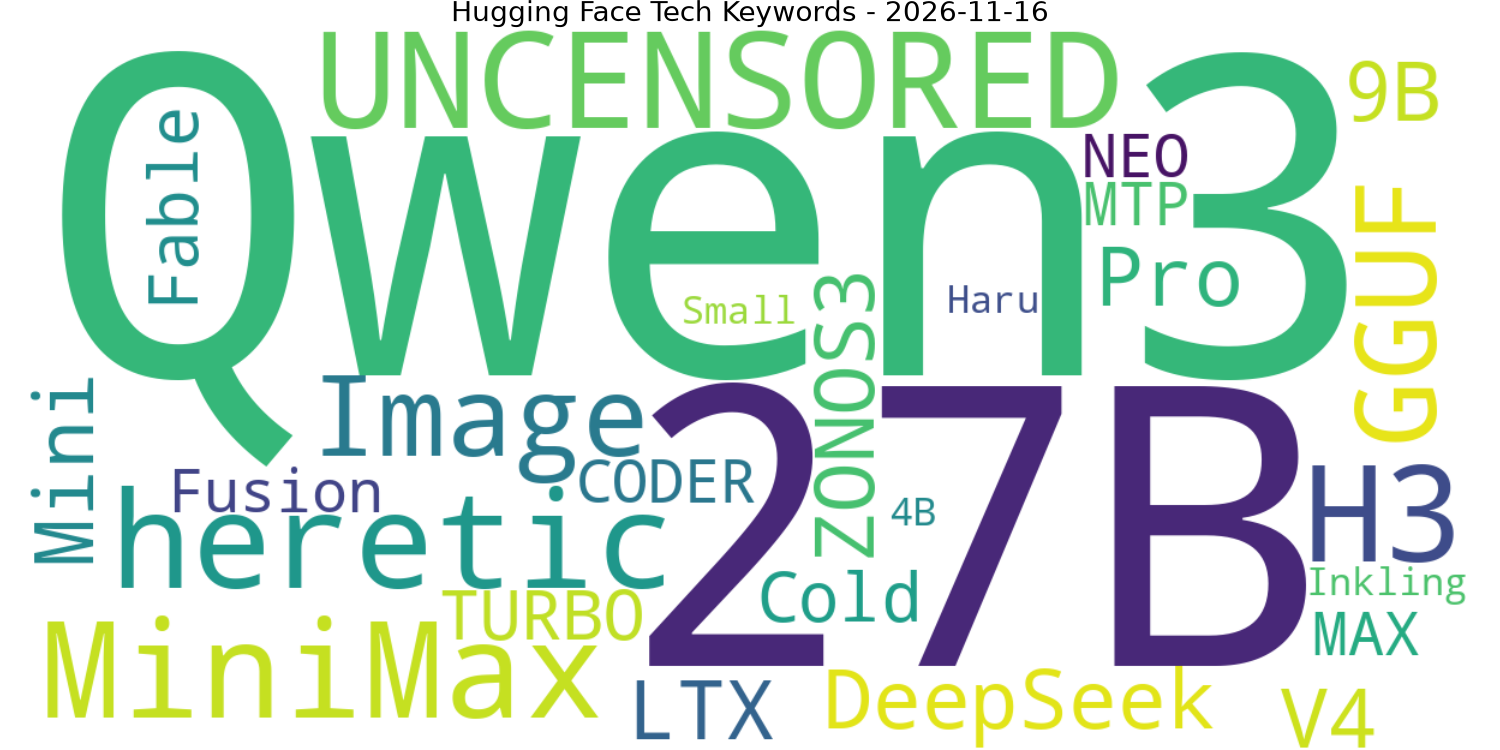 Hugging Face Tech Keywords - 2026-11-16
UNCENSORED
Qwen3
9B
Fable
NEO
MTP
Pro
GGUF
Small
Haru
ZONOS3
Mini
Image
27B
Fusion
CODER
H3
heretic
4B
Cold
Inkling
TURBO
MiniMax
MAX
LTX
DeepSeek
V4